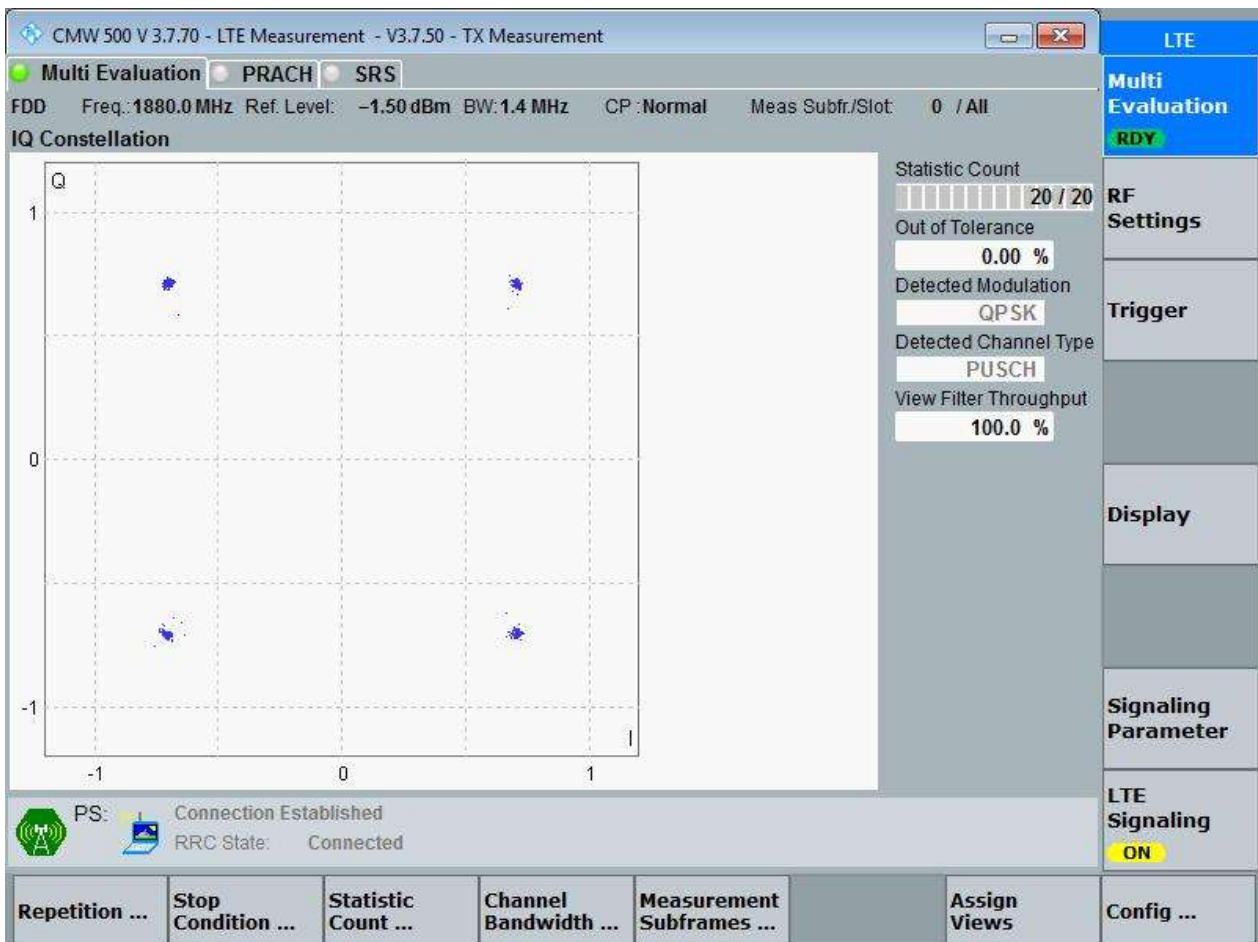 CMW 500 V 3.7.70 - LTE Measurement - V3.7.50 - TX Measurement
LTE
Multi Evaluation PRACH SRS
Multi
Evaluation
RDY
FDD Freq.:1880.0 MHz Ref. Level: -1.50 dBm BW:1.4 MHz CP :Normal Meas Subfr./Slot: 0 / All
IQ Constellation
Q
1
0
-1
I
-1 0 1
Statistic Count
20 / 20
Out of Tolerance
0.00 %
Detected Modulation
QPSK
Detected Channel Type
PUSCH
View Filter Throughput
100.0 %
RF
Settings
Trigger
Display
Signaling
Parameter
LTE
Signaling
ON
PS: Connection Established
RRC State: Connected
Repetition ...
Stop
Condition ...
Statistic
Count ...
Channel
Bandwidth ...
Measurement
Subframes ...
Assign
Views
Config ...